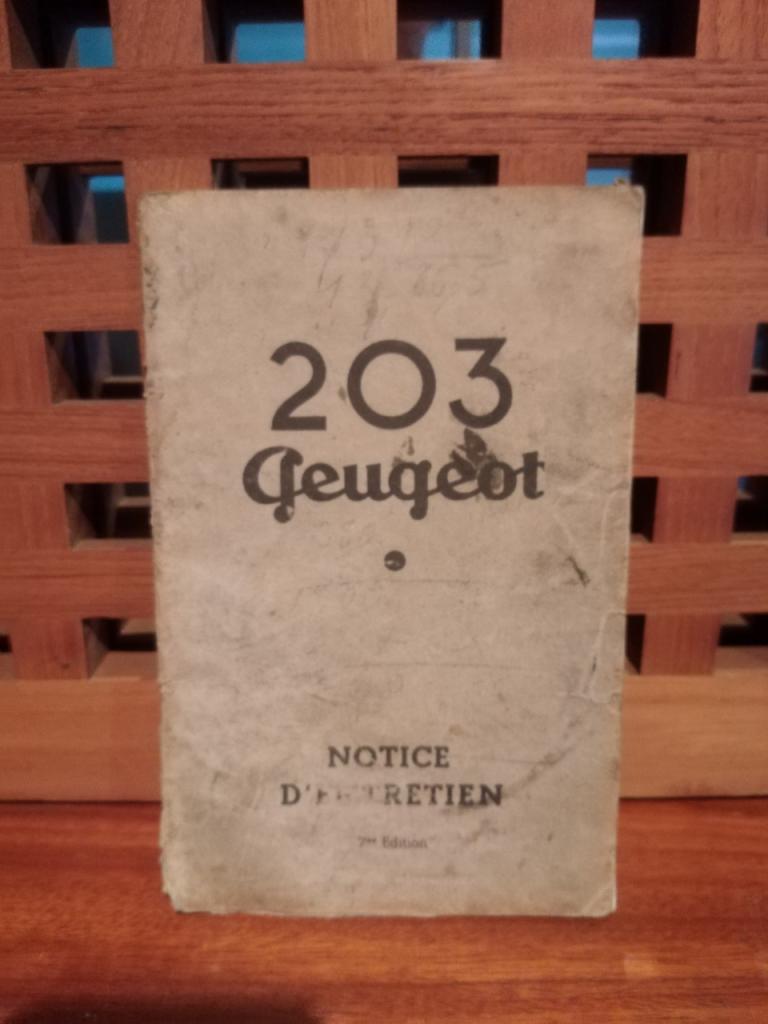 203
Peugeot
NOTICE
D'ENTRETIEN
7me Edition